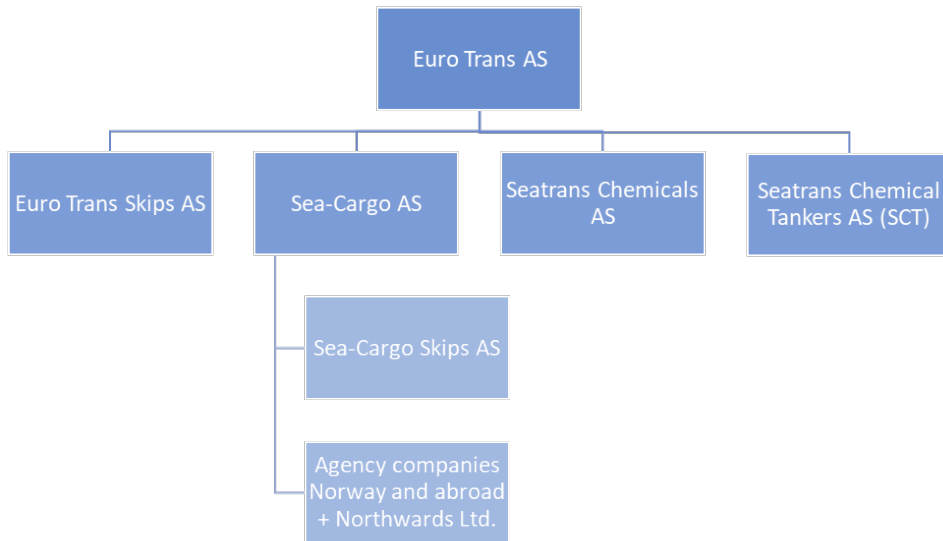 Euro Trans AS
Euro Trans Skips AS
Sea-Cargo AS
Seatrans Chemicals
AS
Seatrans Chemical
Tankers AS (SCT)
Sea-Cargo Skips AS
Agency companies
Norway and abroad
+ Northwards Ltd.